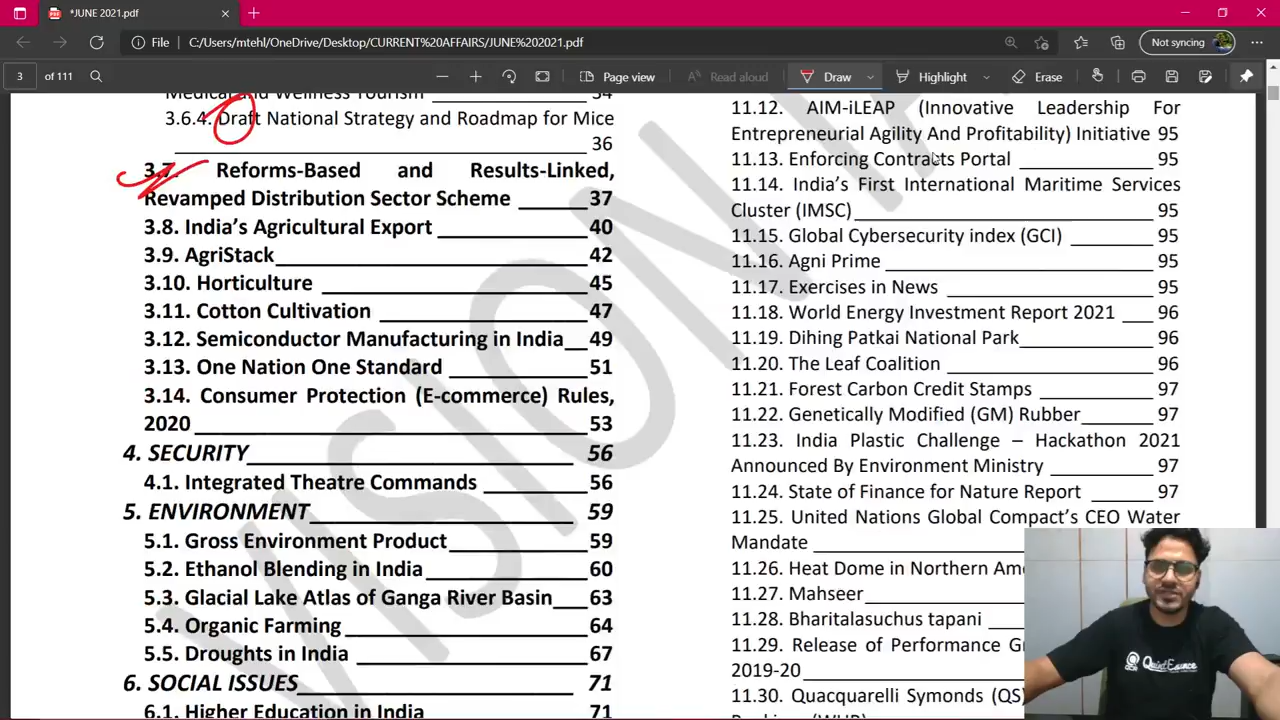 *JUNE 2021.pdf
File
C:/Users/mtehl/OneDrive/Desktop/CURRENT%20AFFAIRS/JUNE%202021.pdf
Not syncing
3 of 111
Page view
Read aloud
Draw
Highlight
Erase
Medical and Wellness Tourism 34
3.6.4. Draft National Strategy and Roadmap for Mice
36
3.7. Reforms-Based and Results-Linked,
Revamped Distribution Sector Scheme 37
3.8. India's Agricultural Export 40
3.9. AgriStack 42
3.10. Horticulture 45
3.11. Cotton Cultivation 47
3.12. Semiconductor Manufacturing in India 49
3.13. One Nation One Standard 51
3.14. Consumer Protection (E-commerce) Rules,
2020 53
4. SECURITY 56
4.1. Integrated Theatre Commands 56
5. ENVIRONMENT 59
5.1. Gross Environment Product 59
5.2. Ethanol Blending in India 60
5.3. Glacial Lake Atlas of Ganga River Basin 63
5.4. Organic Farming 64
5.5. Droughts in India 67
6. SOCIAL ISSUES 71
6.1. Higher Education in India 71
11.12. AIM-iLEAP (Innovative Leadership For
Entrepreneurial Agility And Profitability) Initiative 95
11.13. Enforcing Contracts Portal 95
11.14. India's First International Maritime Services
Cluster (IMSC) 95
11.15. Global Cybersecurity index (GCI) 95
11.16. Agni Prime 95
11.17. Exercises in News 95
11.18. World Energy Investment Report 2021 96
11.19. Dihing Patkai National Park 96
11.20. The Leaf Coalition 96
11.21. Forest Carbon Credit Stamps 97
11.22. Genetically Modified (GM) Rubber 97
11.23. India Plastic Challenge – Hackathon 2021
Announced By Environment Ministry 97
11.24. State of Finance for Nature Report 97
11.25. United Nations Global Compact's CEO Water
Mandate
11.26. Heat Dome in Northern Am
11.27. Mahseer
11.28. Bharitalasuchus tapani
11.29. Release of Performance Gr
2019-20
11.30. Quacquarelli Symonds (QS)
VISION IA
QuintEssence